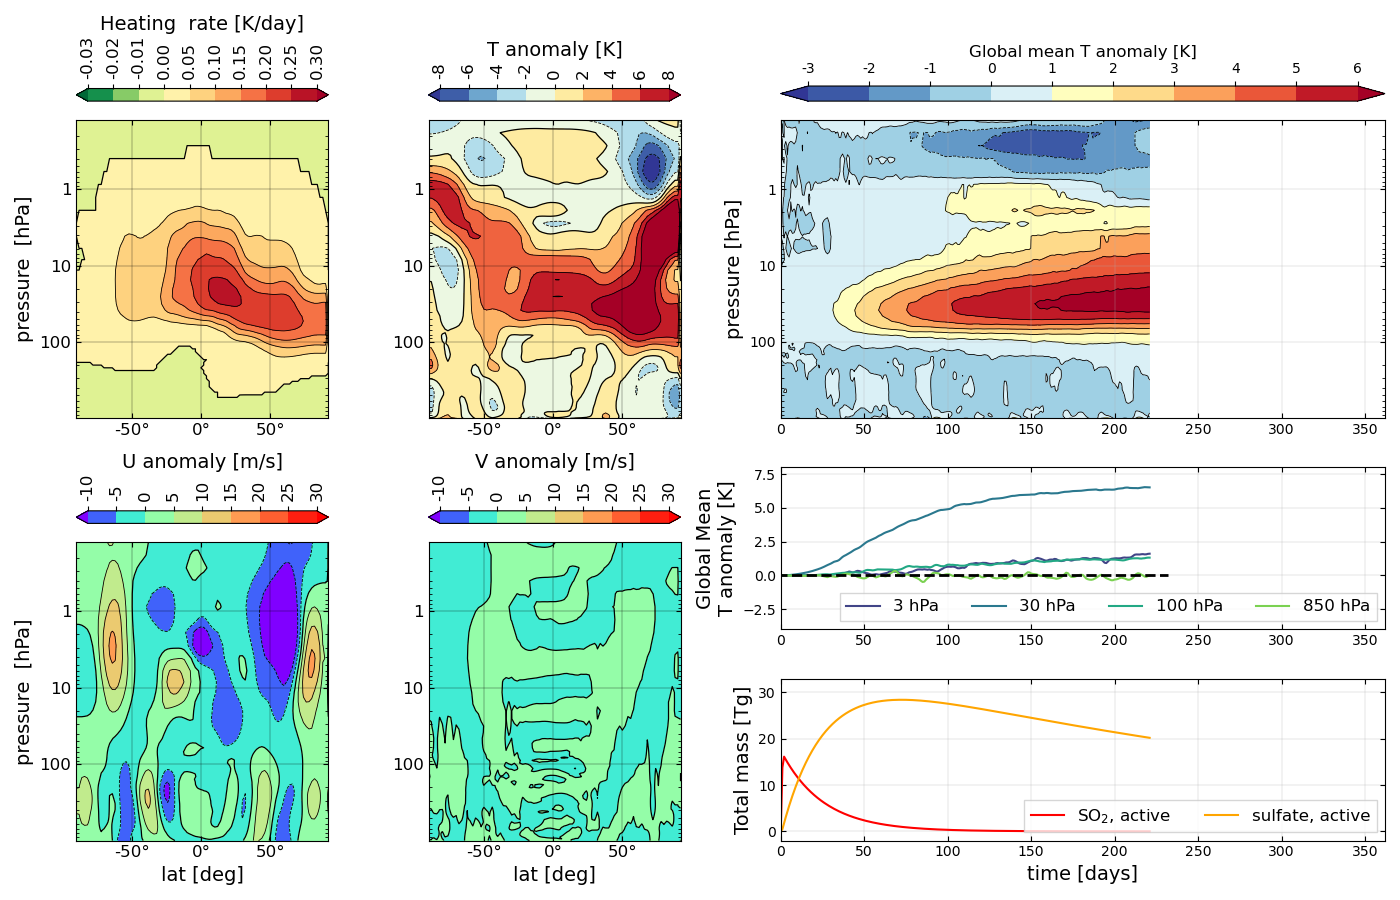 Heating  rate [K/day]
-0.03 -0.02 -0.01 0.00 0.05 0.10 0.15 0.20 0.25 0.30
1
10
100
pressure  [hPa]
-50° 0° 50°
T anomaly [K]
-8 -6 -4 -2 0 2 4 6 8
1
10
100
-50° 0° 50°
Global mean T anomaly [K]
-3 -2 -1 0 1 2 3 4 5 6
1
10
100
pressure [hPa]
0 50 100 150 200 250 300 350
U anomaly [m/s]
-10 -5 0 5 10 15 20 25 30
1
10
100
pressure  [hPa]
-50° 0° 50°
lat [deg]
V anomaly [m/s]
-10 -5 0 5 10 15 20 25 30
1
10
100
-50° 0° 50°
lat [deg]
7.5
5.0
2.5
0.0
−2.5
Global Mean
T anomaly [K]
3 hPa 30 hPa 100 hPa 850 hPa
30
20
10
0
Total mass [Tg]
SO₂, active sulfate, active
0 50 100 150 200 250 300 350
time [days]